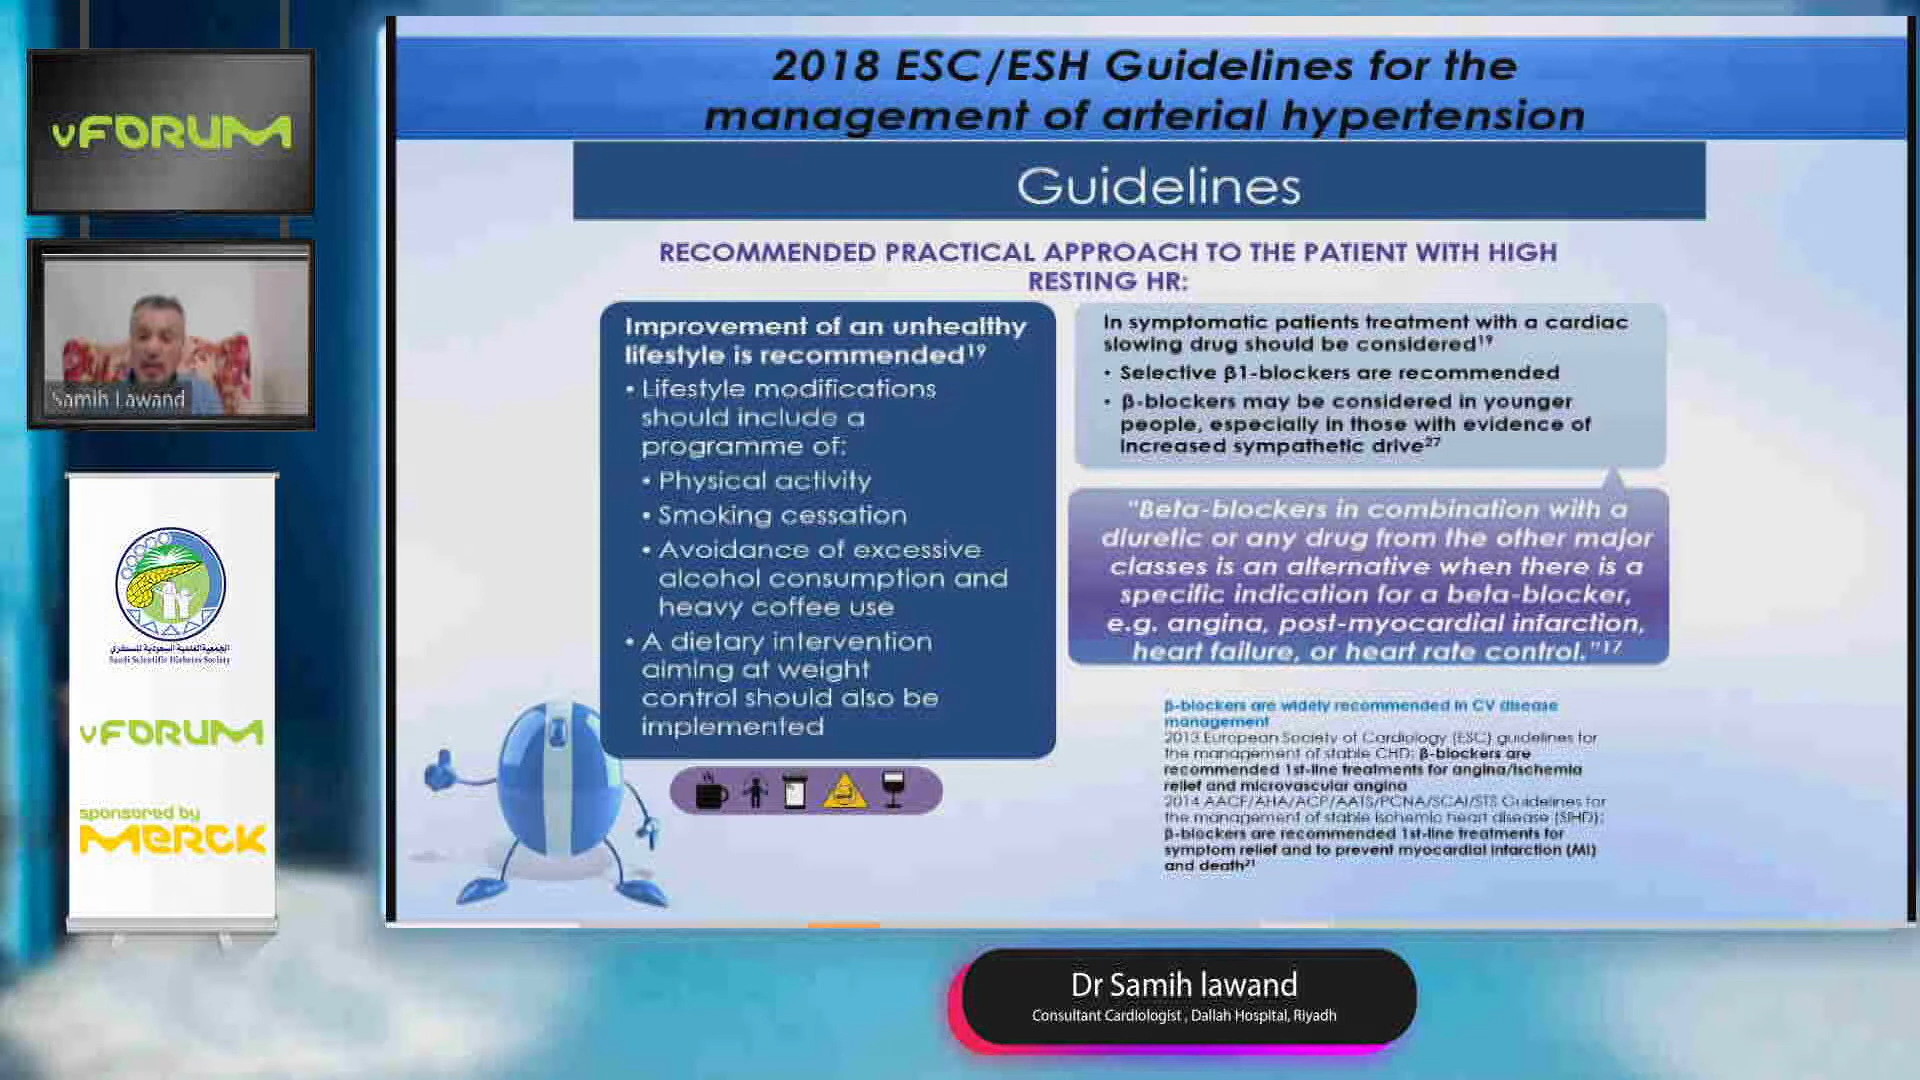 vFORUM
Samih Lawand
الجمعية العلمية السعودية للسكري
Saudi Scientific Diabetes Society
vFORUM
sponsored by
MERCK
2018 ESC/ESH Guidelines for the
management of arterial hypertension
Guidelines
RECOMMENDED PRACTICAL APPROACH TO THE PATIENT WITH HIGH
RESTING HR:
Improvement of an unhealthy
lifestyle is recommended¹⁹
• Lifestyle modifications
should include a
programme of:
• Physical activity
• Smoking cessation
• Avoidance of excessive
alcohol consumption and
heavy coffee use
• A dietary intervention
aiming at weight
control should also be
implemented
In symptomatic patients treatment with a cardiac
slowing drug should be considered¹⁹
• Selective β1-blockers are recommended
• β-blockers may be considered in younger
people, especially in those with evidence of
increased sympathetic drive²⁷
"Beta-blockers in combination with a
diuretic or any drug from the other major
classes is an alternative when there is a
specific indication for a beta-blocker,
e.g. angina, post-myocardial infarction,
heart failure, or heart rate control."¹⁷
β-blockers are widely recommended in CV disease
management
2013 European Society of Cardiology (ESC) guidelines for
the management of stable CHD: β-blockers are
recommended 1st-line treatments for angina/ischemia
relief and microvascular angina
2014 AACF/AHA/ACP/AATS/PCNA/SCAI/STS Guidelines for
the management of stable ischemic heart disease (SIHD):
β-blockers are recommended 1st-line treatments for
symptom relief and to prevent myocardial infarction (MI)
and death²¹
Dr Samih lawand
Consultant Cardiologist , Dallah Hospital, Riyadh